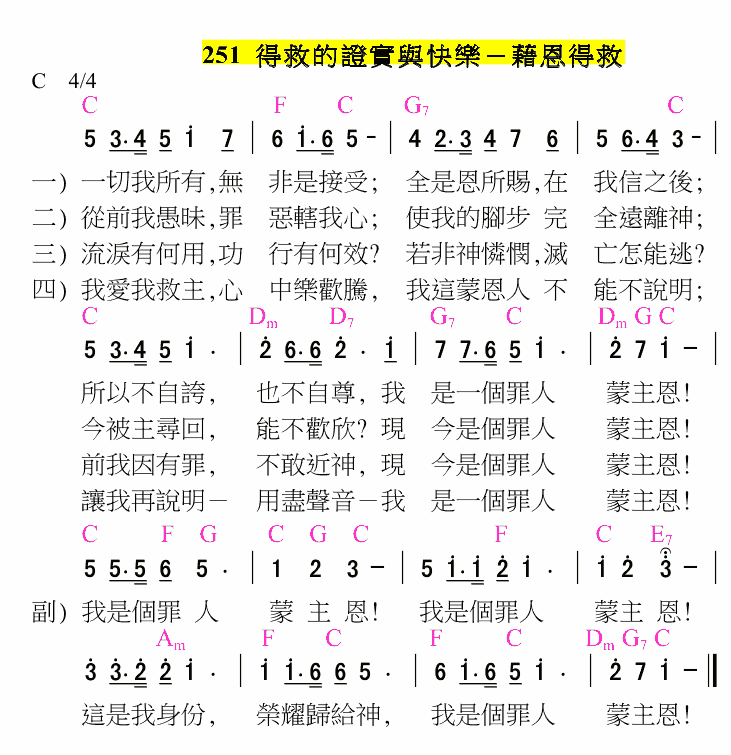 251 得救的證實與快樂－藉恩得救
C 4/4
C F C G7 C
5 3·4 5 i 7 | 6 i·6 5 - | 4 2·3 4 7 6 | 5 6·4 3 - |
一) 一切我所有,無 非是接受; 全是恩所賜,在 我信之後;
二) 從前我愚昧,罪 惡轄我心; 使我的腳步 完 全遠離神;
三) 流淚有何用,功 行有何效? 若非神憐憫,滅 亡怎能逃?
四) 我愛我救主,心 中樂歡騰, 我這蒙恩人 不 能不說明;
C Dm D7 G7 C Dm G C
5 3·4 5 i · | 2 6·6 2 · i | 7 7·6 5 i · | 2 7 i - |
所以不自誇, 也不自尊, 我 是一個罪人 蒙主恩!
今被主尋回, 能不歡欣? 現 今是個罪人 蒙主恩!
前我因有罪, 不敢近神, 現 今是個罪人 蒙主恩!
讓我再說明－ 用盡聲音－我 是一個罪人 蒙主恩!
C F G C G C F C E7
5 5·5 6 5 · | 1 2 3 - | 5 i·i 2 i · | i 2 3 - |
副) 我是個罪 人 蒙 主 恩! 我是個罪人 蒙主 恩!
Am F C F C Dm G7 C
3 3·2 2 i · | i i·6 6 5 · | 6 i·6 5 i · | 2 7 i - ‖
這是我身份, 榮耀歸給神, 我是個罪人 蒙主恩!